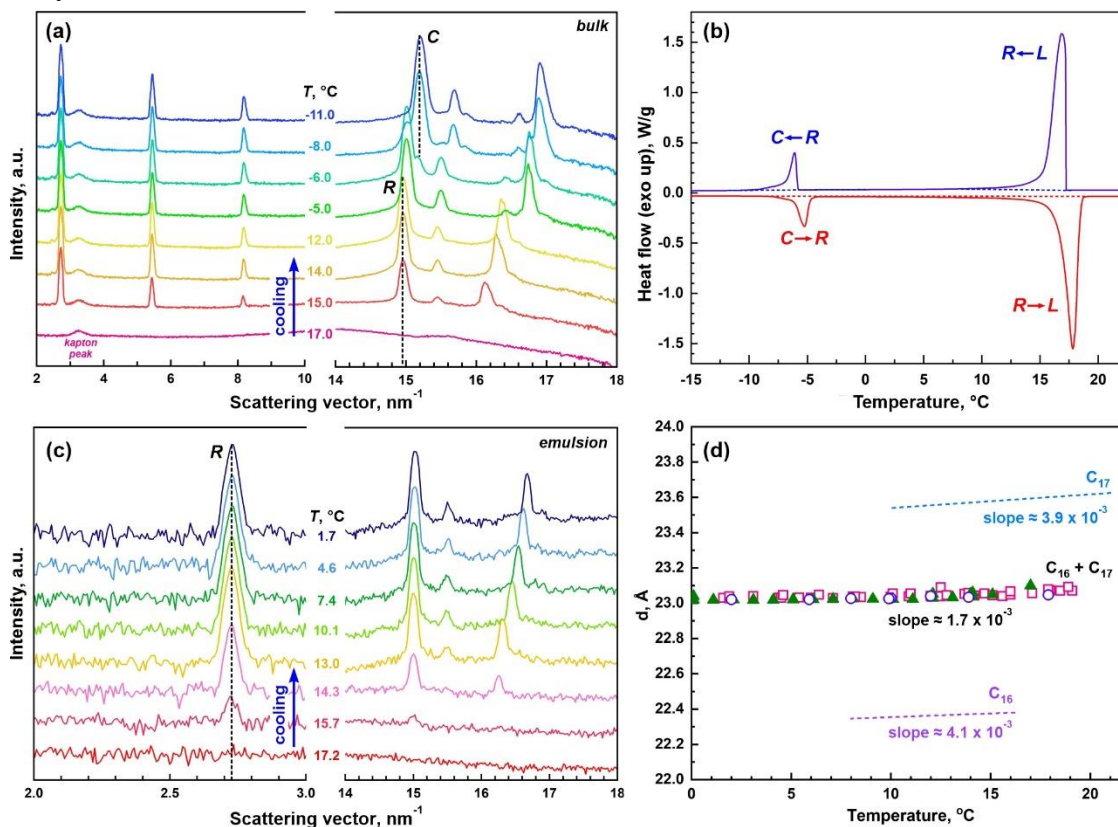 (a)
bulk
C
T, °C
-11.0
-8.0
-6.0
R
-5.0
12.0
14.0
15.0
17.0
cooling
kapton
peak
Intensity, a.u.
2 4 6 8 10 14 15 16 17 18
Scattering vector, nm⁻¹
(b)
R←L
C←R
C→R
R→L
Heat flow (exo up), W/g
1.5
1.0
0.5
0.0
-0.5
-1.0
-1.5
-15 -10 -5 0 5 10 15 20
Temperature, °C
(c)
emulsion
R
T, °C
1.7
4.6
7.4
10.1
13.0
14.3
15.7
17.2
cooling
Intensity, a.u.
2.0 2.2 2.4 2.6 2.8 3.0 14 15 16 17 18
Scattering vector, nm⁻¹
(d)
C₁₇
slope ≈ 3.9 x 10⁻³
C₁₆ + C₁₇
slope ≈ 1.7 x 10⁻³
C₁₆
slope ≈ 4.1 x 10⁻³
d, Å
24.0
23.8
23.6
23.4
23.2
23.0
22.8
22.6
22.4
22.2
22.0
0 5 10 15 20
Temperature, °C